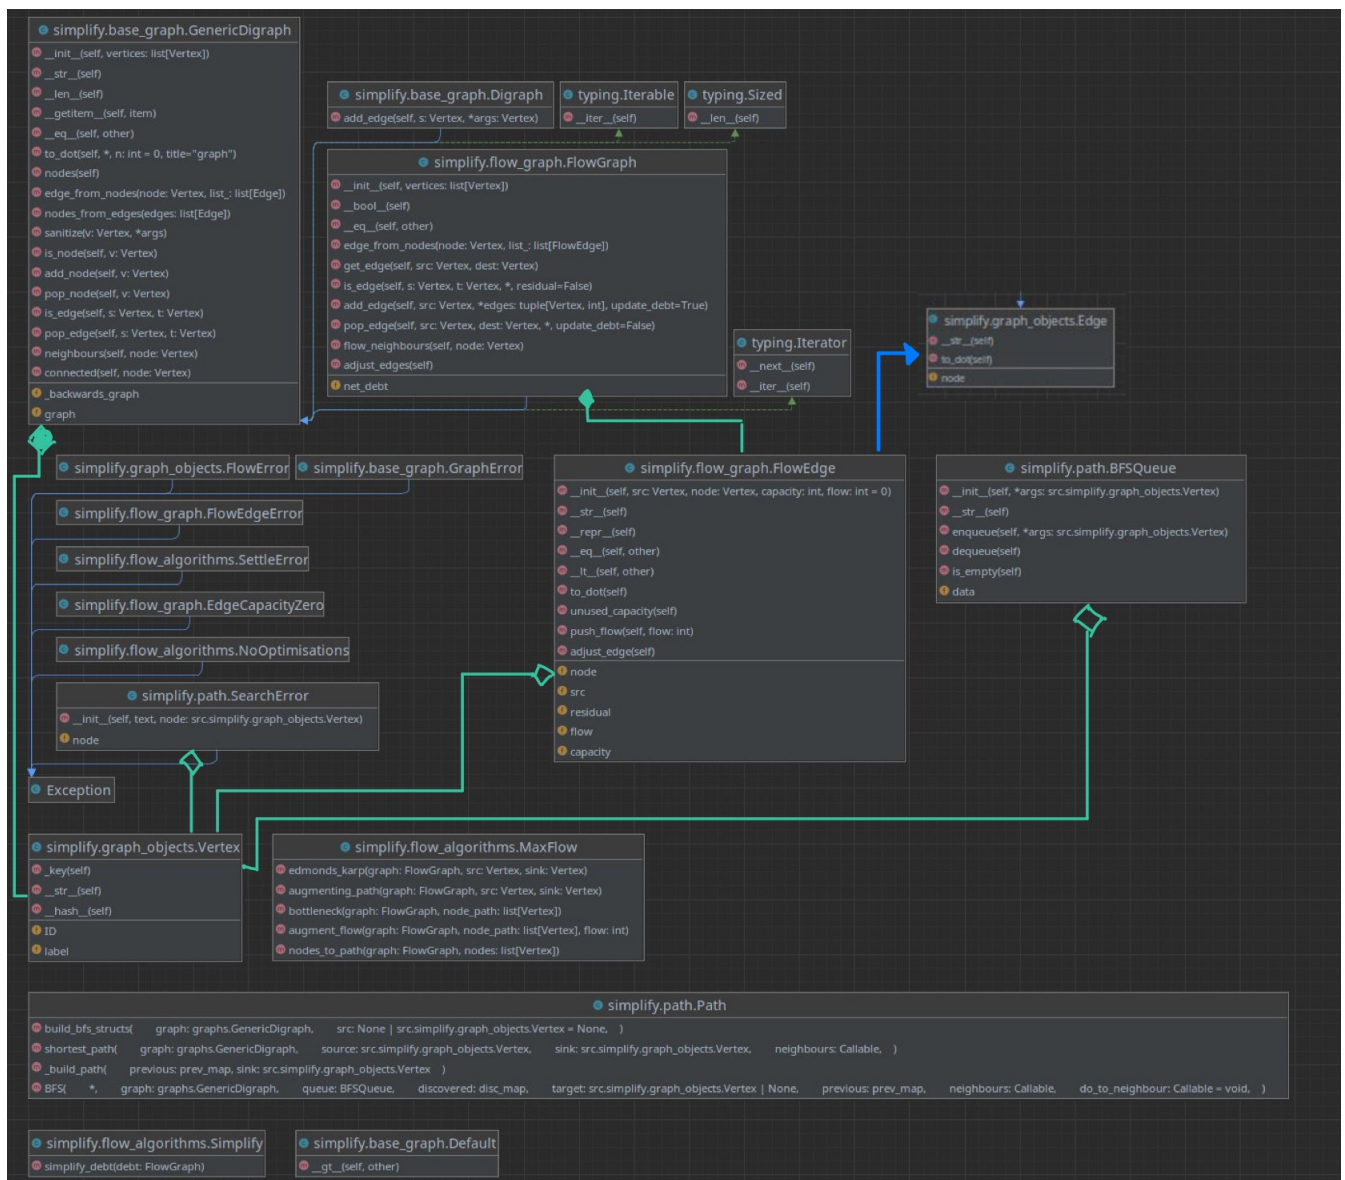 simplify.base_graph.GenericDigraph
__init__(self, vertices: list[Vertex])
__str__(self)
__len__(self)
__getitem__(self, item)
__eq__(self, other)
to_dot(self, *, n: int = 0, title="graph")
nodes(self)
edge_from_nodes(node: Vertex, list_: list[Edge])
nodes_from_edges(edges: list[Edge])
sanitize(v: Vertex, *args)
is_node(self, v: Vertex)
add_node(self, v: Vertex)
pop_node(self, v: Vertex)
is_edge(self, s: Vertex, t: Vertex)
pop_edge(self, s: Vertex, t: Vertex)
neighbours(self, node: Vertex)
connected(self, node: Vertex)
_backwards_graph
graph
simplify.base_graph.Digraph
add_edge(self, s: Vertex, *args: Vertex)
typing.Iterable
__iter__(self)
typing.Sized
__len__(self)
simplify.flow_graph.FlowGraph
__init__(self, vertices: list[Vertex])
__bool__(self)
__eq__(self, other)
edge_from_nodes(node: Vertex, list_: list[FlowEdge])
get_edge(self, src: Vertex, dest: Vertex)
is_edge(self, s: Vertex, t: Vertex, *, residual=False)
add_edge(self, src: Vertex, *edges: tuple[Vertex, int], update_debt=True)
pop_edge(self, src: Vertex, dest: Vertex, *, update_debt=False)
flow_neighbours(self, node: Vertex)
adjust_edges(self)
net_debt
typing.Iterator
__next__(self)
__iter__(self)
simplify.graph_objects.Edge
__str__(self)
to_dot(self)
node
simplify.graph_objects.FlowError
simplify.base_graph.GraphError
simplify.flow_graph.FlowEdgeError
simplify.flow_algorithms.SettleError
simplify.flow_graph.EdgeCapacityZero
simplify.flow_algorithms.NoOptimisations
simplify.path.SearchError
__init__(self, text, node: src.simplify.graph_objects.Vertex)
node
Exception
simplify.flow_graph.FlowEdge
__init__(self, src: Vertex, node: Vertex, capacity: int, flow: int = 0)
__str__(self)
__repr__(self)
__eq__(self, other)
__lt__(self, other)
to_dot(self)
unused_capacity(self)
push_flow(self, flow: int)
adjust_edge(self)
node
src
residual
flow
capacity
simplify.path.BFSQueue
__init__(self, *args: src.simplify.graph_objects.Vertex)
__str__(self)
enqueue(self, *args: src.simplify.graph_objects.Vertex)
dequeue(self)
is_empty(self)
data
simplify.graph_objects.Vertex
_key(self)
__str__(self)
__hash__(self)
ID
label
simplify.flow_algorithms.MaxFlow
edmonds_karp(graph: FlowGraph, src: Vertex, sink: Vertex)
augmenting_path(graph: FlowGraph, src: Vertex, sink: Vertex)
bottleneck(graph: FlowGraph, node_path: list[Vertex])
augment_flow(graph: FlowGraph, node_path: list[Vertex], flow: int)
nodes_to_path(graph: FlowGraph, nodes: list[Vertex])
simplify.path.Path
build_bfs_structs( graph: graphs.GenericDigraph, src: None | src.simplify.graph_objects.Vertex = None, )
shortest_path( graph: graphs.GenericDigraph, source: src.simplify.graph_objects.Vertex, sink: src.simplify.graph_objects.Vertex, neighbours: Callable, )
_build_path( previous: prev_map, sink: src.simplify.graph_objects.Vertex )
BFS( *, graph: graphs.GenericDigraph, queue: BFSQueue, discovered: disc_map, target: src.simplify.graph_objects.Vertex | None, previous: prev_map, neighbours: Callable, do_to_neighbour: Callable = void, )
simplify.flow_algorithms.Simplify
simplify_debt(debt: FlowGraph)
simplify.base_graph.Default
__gt__(self, other)